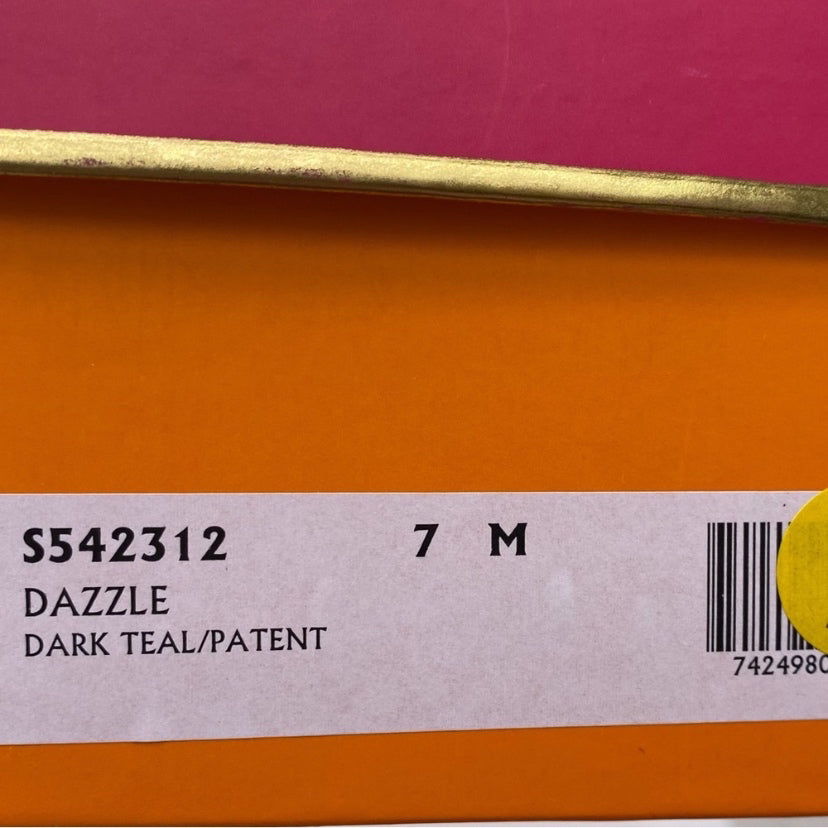 S542312 7 M
DAZZLE
DARK TEAL/PATENT
7424980